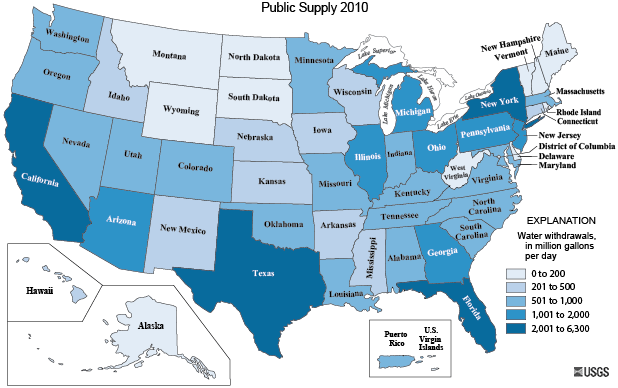 Public Supply 2010
Washington
Montana
North Dakota
Minnesota
Lake Superior
New Hampshire
Vermont
Maine
Oregon
Idaho
Wyoming
South Dakota
Wisconsin
Lake Michigan
Lake Huron
Michigan
Lake Ontario
Lake Erie
New York
Massachusetts
Rhode Island
Connecticut
Nevada
Utah
Colorado
Nebraska
Iowa
Illinois
Indiana
Ohio
Pennsylvania
New Jersey
District of Columbia
Delaware
Maryland
California
Kansas
Missouri
West
Virginia
Virginia
Kentucky
Arizona
New Mexico
Oklahoma
Arkansas
Tennessee
North
Carolina
South
Carolina
Texas
Louisiana
Mississippi
Alabama
Georgia
Florida
Hawaii
Alaska
Puerto
Rico
U.S.
Virgin
Islands
EXPLANATION
Water withdrawals,
in million gallons
per day
0 to 200
201 to 500
501 to 1,000
1,001 to 2,000
2,001 to 6,300
USGS